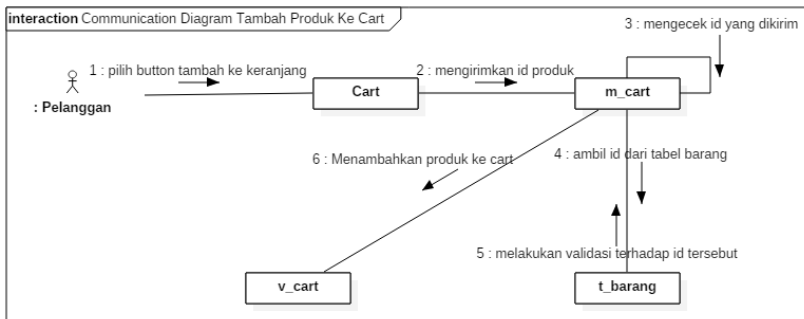 interaction Communication Diagram Tambah Produk Ke Cart
3 : mengecek id yang dikirim
1 : pilih button tambah ke keranjang
2 : mengirimkan id produk
Cart
m_cart
: Pelanggan
6 : Menambahkan produk ke cart
4 : ambil id dari tabel barang
5 : melakukan validasi terhadap id tersebut
v_cart
t_barang